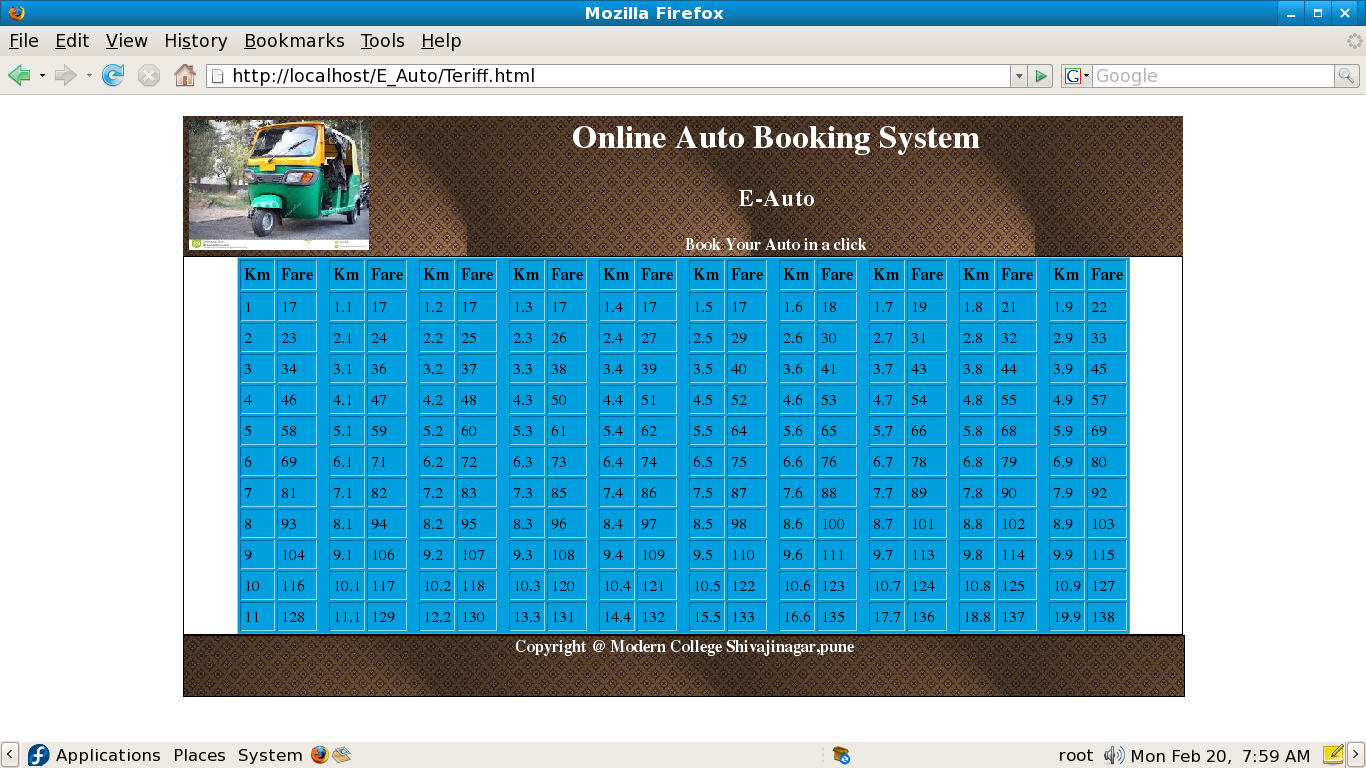 Mozilla Firefox
File Edit View History Bookmarks Tools Help
http://localhost/E_Auto/Teriff.html G Google
Online Auto Booking System
E-Auto
Book Your Auto in a click
Km Fare Km Fare Km Fare Km Fare Km Fare Km Fare Km Fare Km Fare Km Fare Km Fare
1 17 1.1 17 1.2 17 1.3 17 1.4 17 1.5 17 1.6 18 1.7 19 1.8 21 1.9 22
2 23 2.1 24 2.2 25 2.3 26 2.4 27 2.5 29 2.6 30 2.7 31 2.8 32 2.9 33
3 34 3.1 36 3.2 37 3.3 38 3.4 39 3.5 40 3.6 41 3.7 43 3.8 44 3.9 45
4 46 4.1 47 4.2 48 4.3 50 4.4 51 4.5 52 4.6 53 4.7 54 4.8 55 4.9 57
5 58 5.1 59 5.2 60 5.3 61 5.4 62 5.5 64 5.6 65 5.7 66 5.8 68 5.9 69
6 69 6.1 71 6.2 72 6.3 73 6.4 74 6.5 75 6.6 76 6.7 78 6.8 79 6.9 80
7 81 7.1 82 7.2 83 7.3 85 7.4 86 7.5 87 7.6 88 7.7 89 7.8 90 7.9 92
8 93 8.1 94 8.2 95 8.3 96 8.4 97 8.5 98 8.6 100 8.7 101 8.8 102 8.9 103
9 104 9.1 106 9.2 107 9.3 108 9.4 109 9.5 110 9.6 111 9.7 113 9.8 114 9.9 115
10 116 10.1 117 10.2 118 10.3 120 10.4 121 10.5 122 10.6 123 10.7 124 10.8 125 10.9 127
11 128 11.1 129 12.2 130 13.3 131 14.4 132 15.5 133 16.6 135 17.7 136 18.8 137 19.9 138
Copyright @ Modern College Shivajinagar,pune
Applications Places System root Mon Feb 20, 7:59 AM